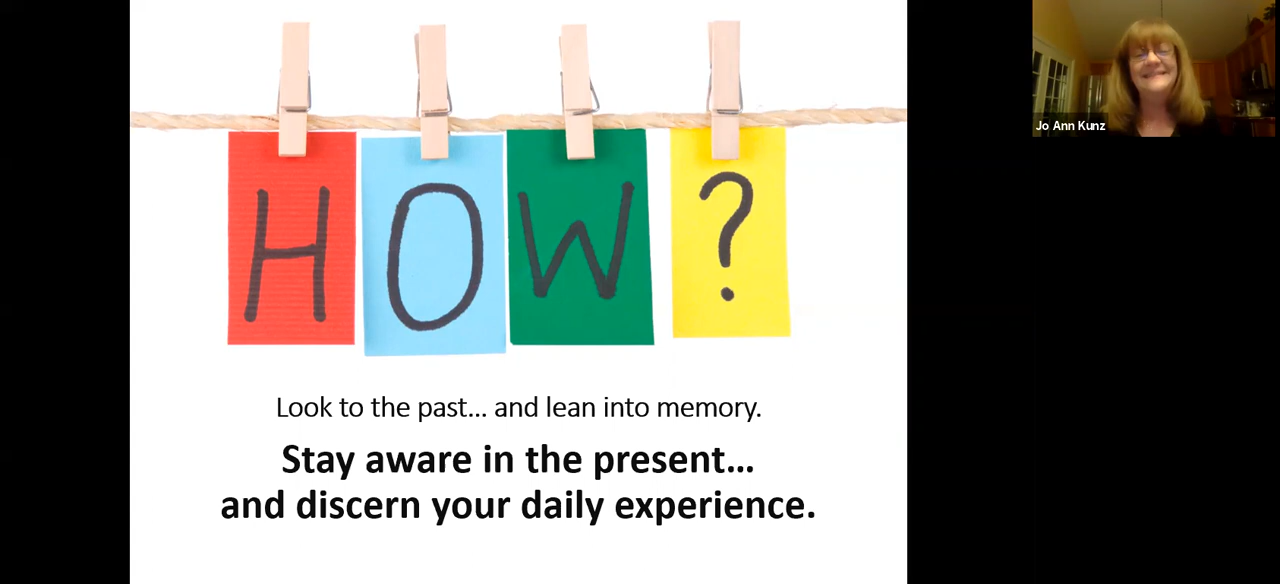 HOW?
Look to the past... and lean into memory.
Stay aware in the present...
and discern your daily experience.
Jo Ann Kunz